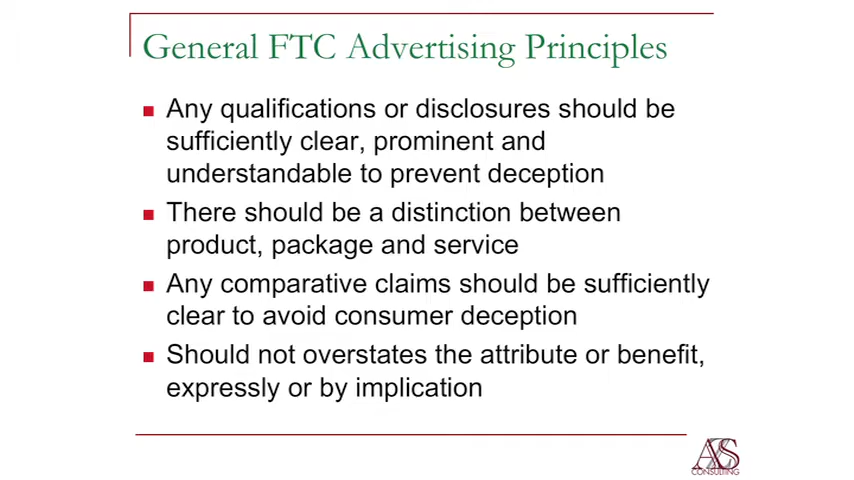 General FTC Advertising Principles
Any qualifications or disclosures should be
sufficiently clear, prominent and
understandable to prevent deception
There should be a distinction between
product, package and service
Any comparative claims should be sufficiently
clear to avoid consumer deception
Should not overstates the attribute or benefit,
expressly or by implication
AZS
CONSULTING